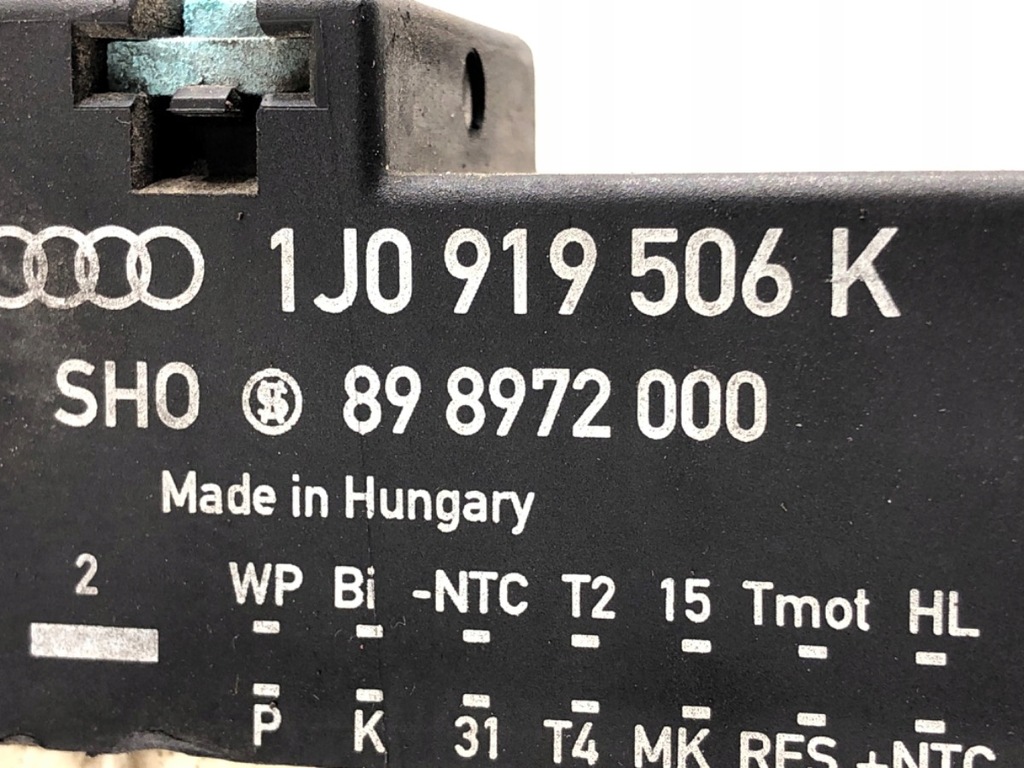 1J0 919 506 K
SHO 89 8972 000
Made in Hungary
2 WP Bi -NTC T2 15 Tmot HL
P K 31 T4 MK RES +NTC